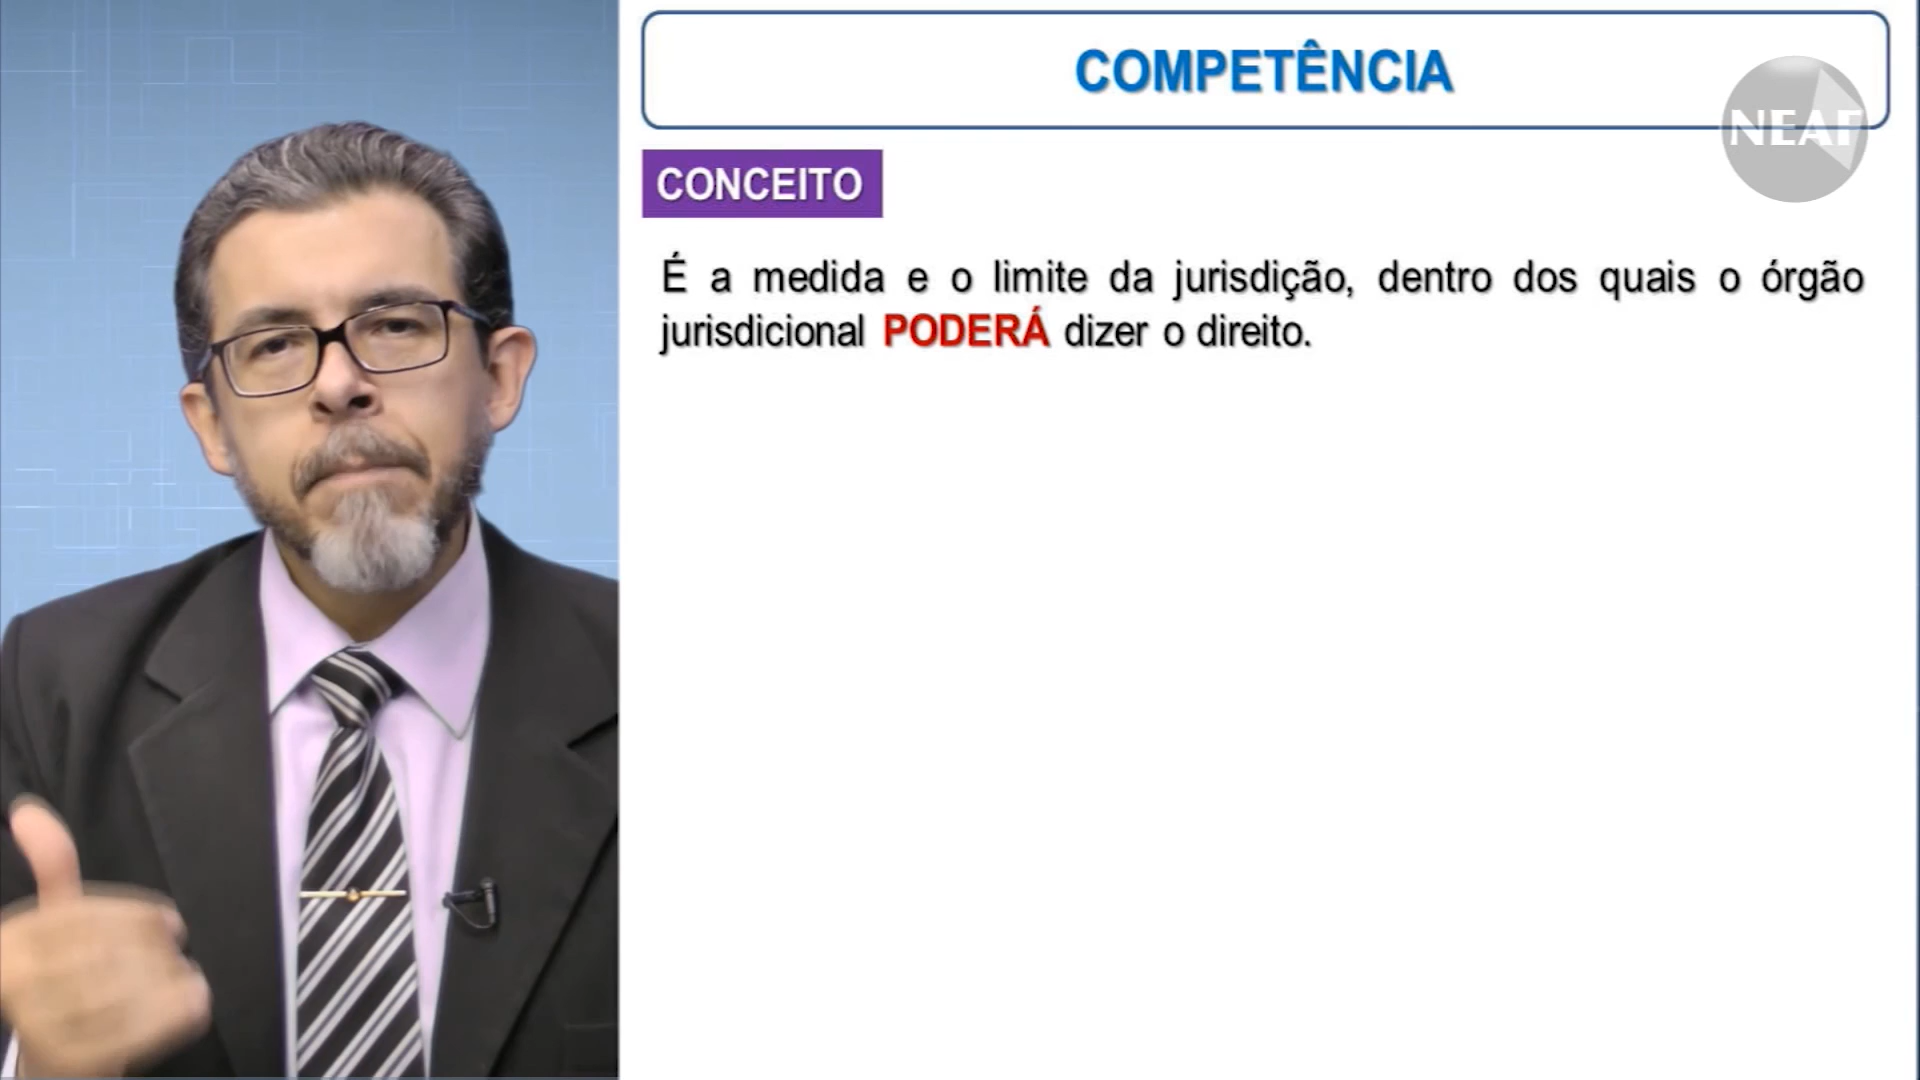 COMPETÊNCIA
NEAF
CONCEITO
É a medida e o limite da jurisdição, dentro dos quais o órgão
jurisdicional PODERÁ dizer o direito.